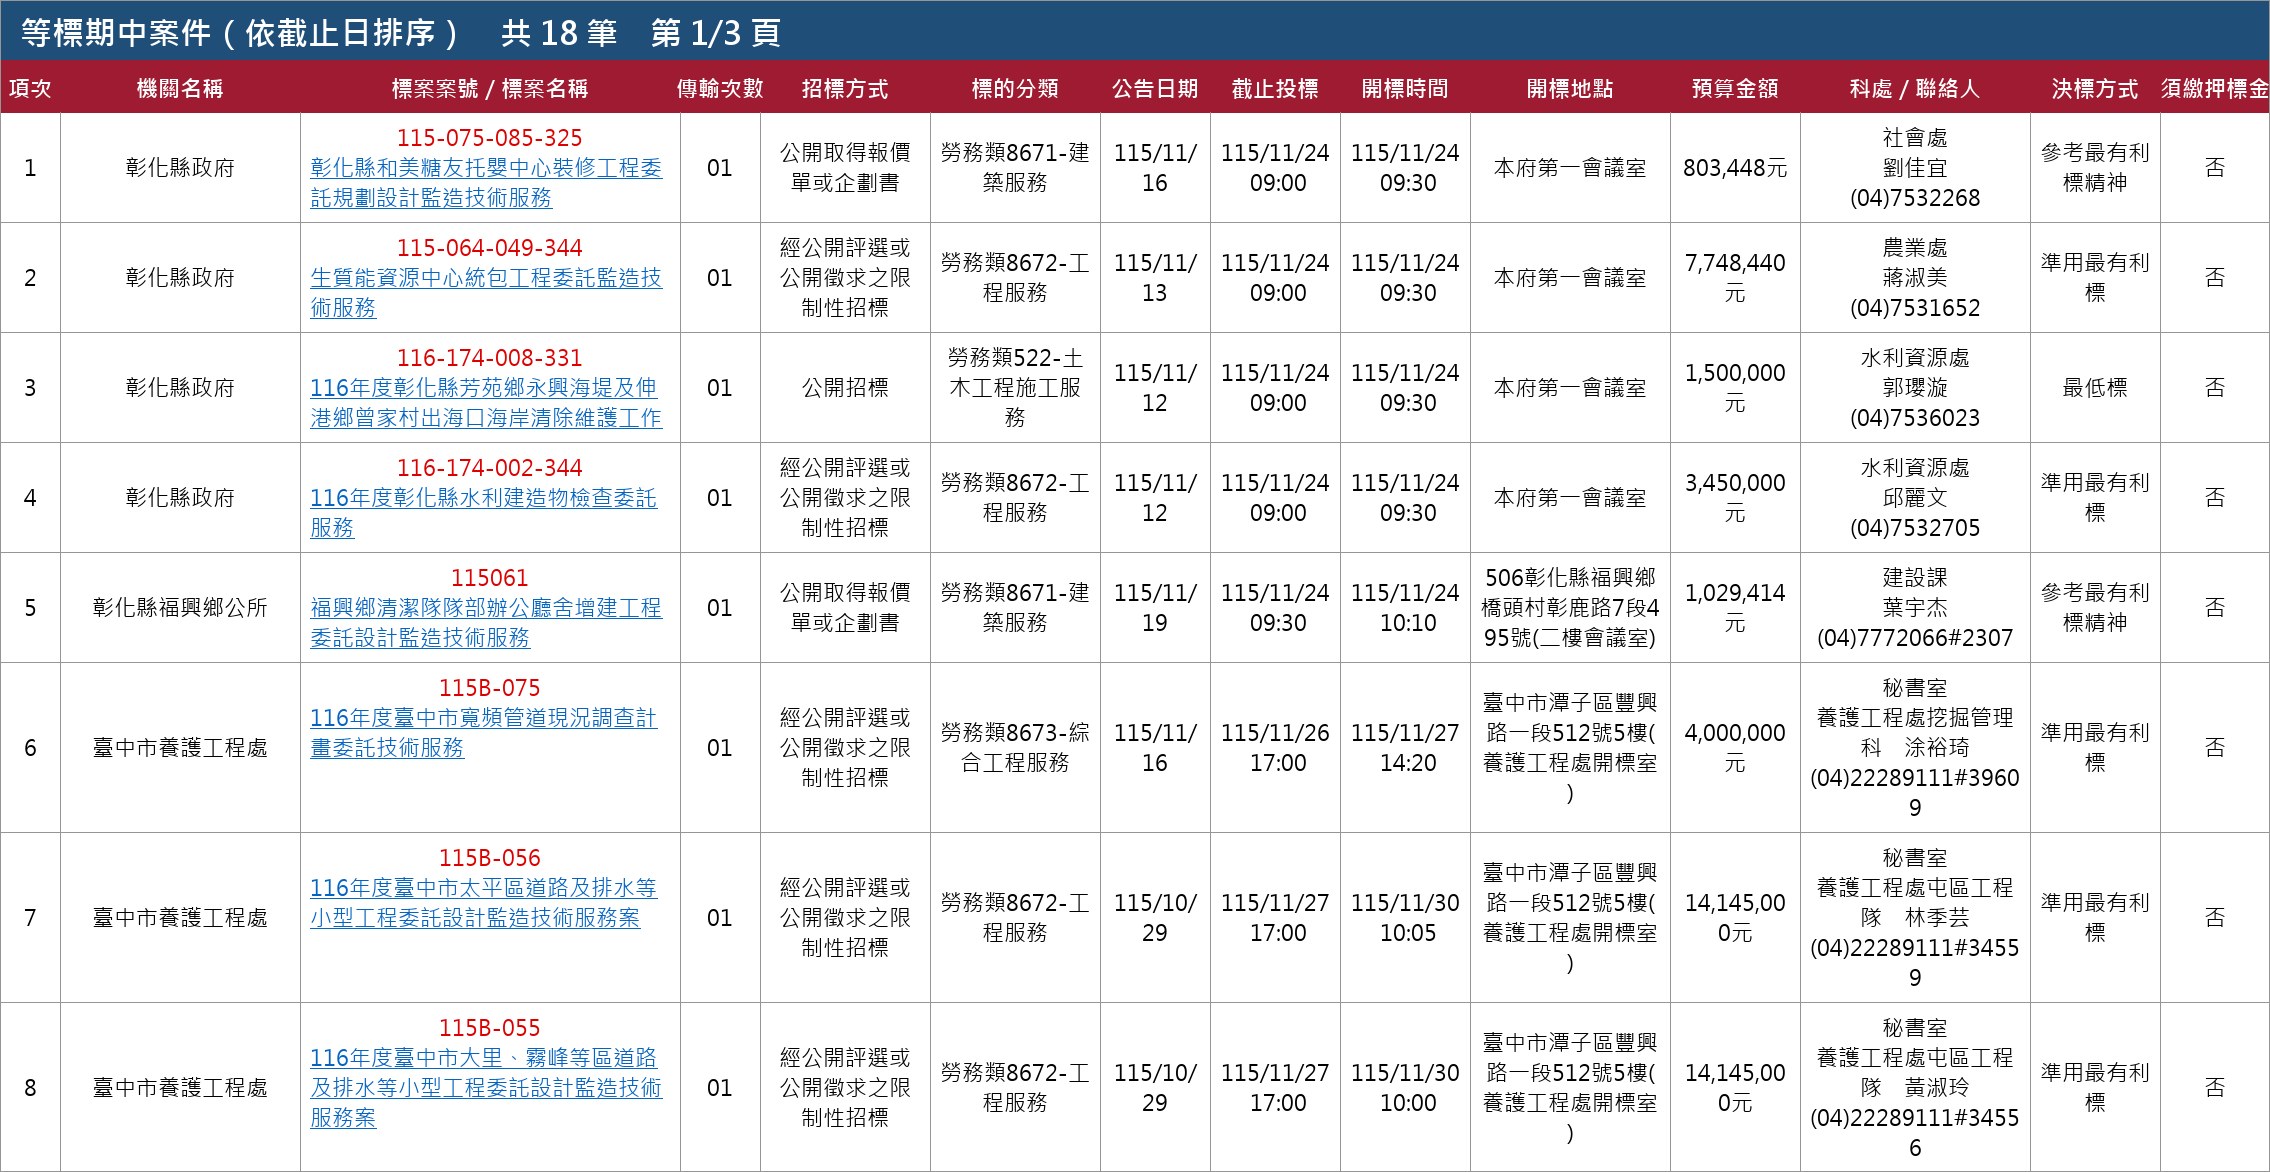 等標期中案件（依截止日排序）　共 18 筆　第 1/3 頁
項次 機關名稱 標案案號 / 標案名稱 傳輸次數 招標方式 標的分類 公告日期 截止投標 開標時間 開標地點 預算金額 科處 / 聯絡人 決標方式 須繳押標金
1
彰化縣政府
115-075-085-325
彰化縣和美糖友托嬰中心裝修工程委
託規劃設計監造技術服務
01
公開取得報價
單或企劃書
勞務類8671-建
築服務
115/11/
16
115/11/24
09:00
115/11/24
09:30
本府第一會議室
803,448元
社會處
劉佳宜
(04)7532268
參考最有利
標精神
否
2
彰化縣政府
115-064-049-344
生質能資源中心統包工程委託監造技
術服務
01
經公開評選或
公開徵求之限
制性招標
勞務類8672-工
程服務
115/11/
13
115/11/24
09:00
115/11/24
09:30
本府第一會議室
7,748,440
元
農業處
蔣淑美
(04)7531652
準用最有利
標
否
3
彰化縣政府
116-174-008-331
116年度彰化縣芳苑鄉永興海堤及伸
港鄉曾家村出海口海岸清除維護工作
01
公開招標
勞務類522-土
木工程施工服
務
115/11/
12
115/11/24
09:00
115/11/24
09:30
本府第一會議室
1,500,000
元
水利資源處
郭瓔漩
(04)7536023
最低標
否
4
彰化縣政府
116-174-002-344
116年度彰化縣水利建造物檢查委託
服務
01
經公開評選或
公開徵求之限
制性招標
勞務類8672-工
程服務
115/11/
12
115/11/24
09:00
115/11/24
09:30
本府第一會議室
3,450,000
元
水利資源處
邱麗文
(04)7532705
準用最有利
標
否
5
彰化縣福興鄉公所
115061
福興鄉清潔隊隊部辦公廳舍增建工程
委託設計監造技術服務
01
公開取得報價
單或企劃書
勞務類8671-建
築服務
115/11/
19
115/11/24
09:30
115/11/24
10:10
506彰化縣福興鄉
橋頭村彰鹿路7段4
95號(二樓會議室)
1,029,414
元
建設課
葉宇杰
(04)7772066#2307
參考最有利
標精神
否
6
臺中市養護工程處
115B-075
116年度臺中市寬頻管道現況調查計
畫委託技術服務
01
經公開評選或
公開徵求之限
制性招標
勞務類8673-綜
合工程服務
115/11/
16
115/11/26
17:00
115/11/27
14:20
臺中市潭子區豐興
路一段512號5樓(
養護工程處開標室
)
4,000,000
元
秘書室
養護工程處挖掘管理
科　涂裕琦
(04)22289111#3960
9
準用最有利
標
否
7
臺中市養護工程處
115B-056
116年度臺中市太平區道路及排水等
小型工程委託設計監造技術服務案
01
經公開評選或
公開徵求之限
制性招標
勞務類8672-工
程服務
115/10/
29
115/11/27
17:00
115/11/30
10:05
臺中市潭子區豐興
路一段512號5樓(
養護工程處開標室
)
14,145,00
0元
秘書室
養護工程處屯區工程
隊　林季芸
(04)22289111#3455
9
準用最有利
標
否
8
臺中市養護工程處
115B-055
116年度臺中市大里、霧峰等區道路
及排水等小型工程委託設計監造技術
服務案
01
經公開評選或
公開徵求之限
制性招標
勞務類8672-工
程服務
115/10/
29
115/11/27
17:00
115/11/30
10:00
臺中市潭子區豐興
路一段512號5樓(
養護工程處開標室
)
14,145,00
0元
秘書室
養護工程處屯區工程
隊　黃淑玲
(04)22289111#3455
6
準用最有利
標
否